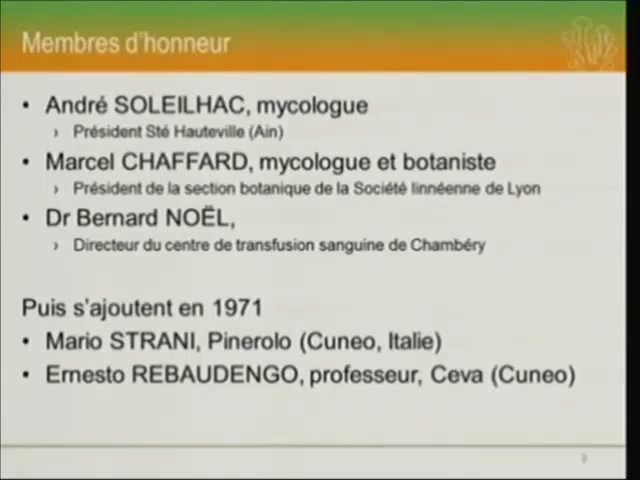 Membres d'honneur
• André SOLEILHAC, mycologue
› Président Sté Hauteville (Ain)
• Marcel CHAFFARD, mycologue et botaniste
› Président de la section botanique de la Société linnéenne de Lyon
• Dr Bernard NOËL,
› Directeur du centre de transfusion sanguine de Chambéry
Puis s'ajoutent en 1971
• Mario STRANI, Pinerolo (Cuneo, Italie)
• Ernesto REBAUDENGO, professeur, Ceva (Cuneo)
9